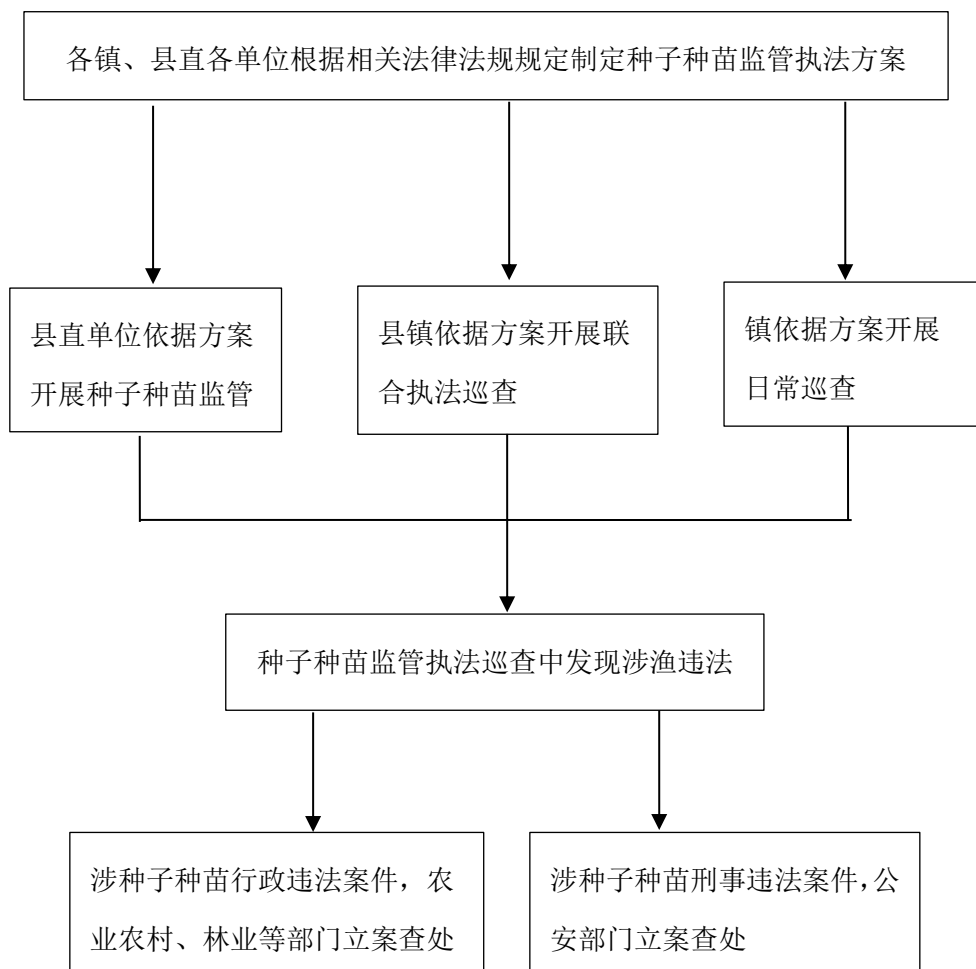 各镇、县直各单位根据相关法律法规规定制定种子种苗监管执法方案
县直单位依据方案
开展种子种苗监管
县镇依据方案开展联
合执法巡查
镇依据方案开展
日常巡查
种子种苗监管执法巡查中发现涉渔违法
涉种子种苗行政违法案件，农
业农村、林业等部门立案查处
涉种子种苗刑事违法案件,公
安部门立案查处